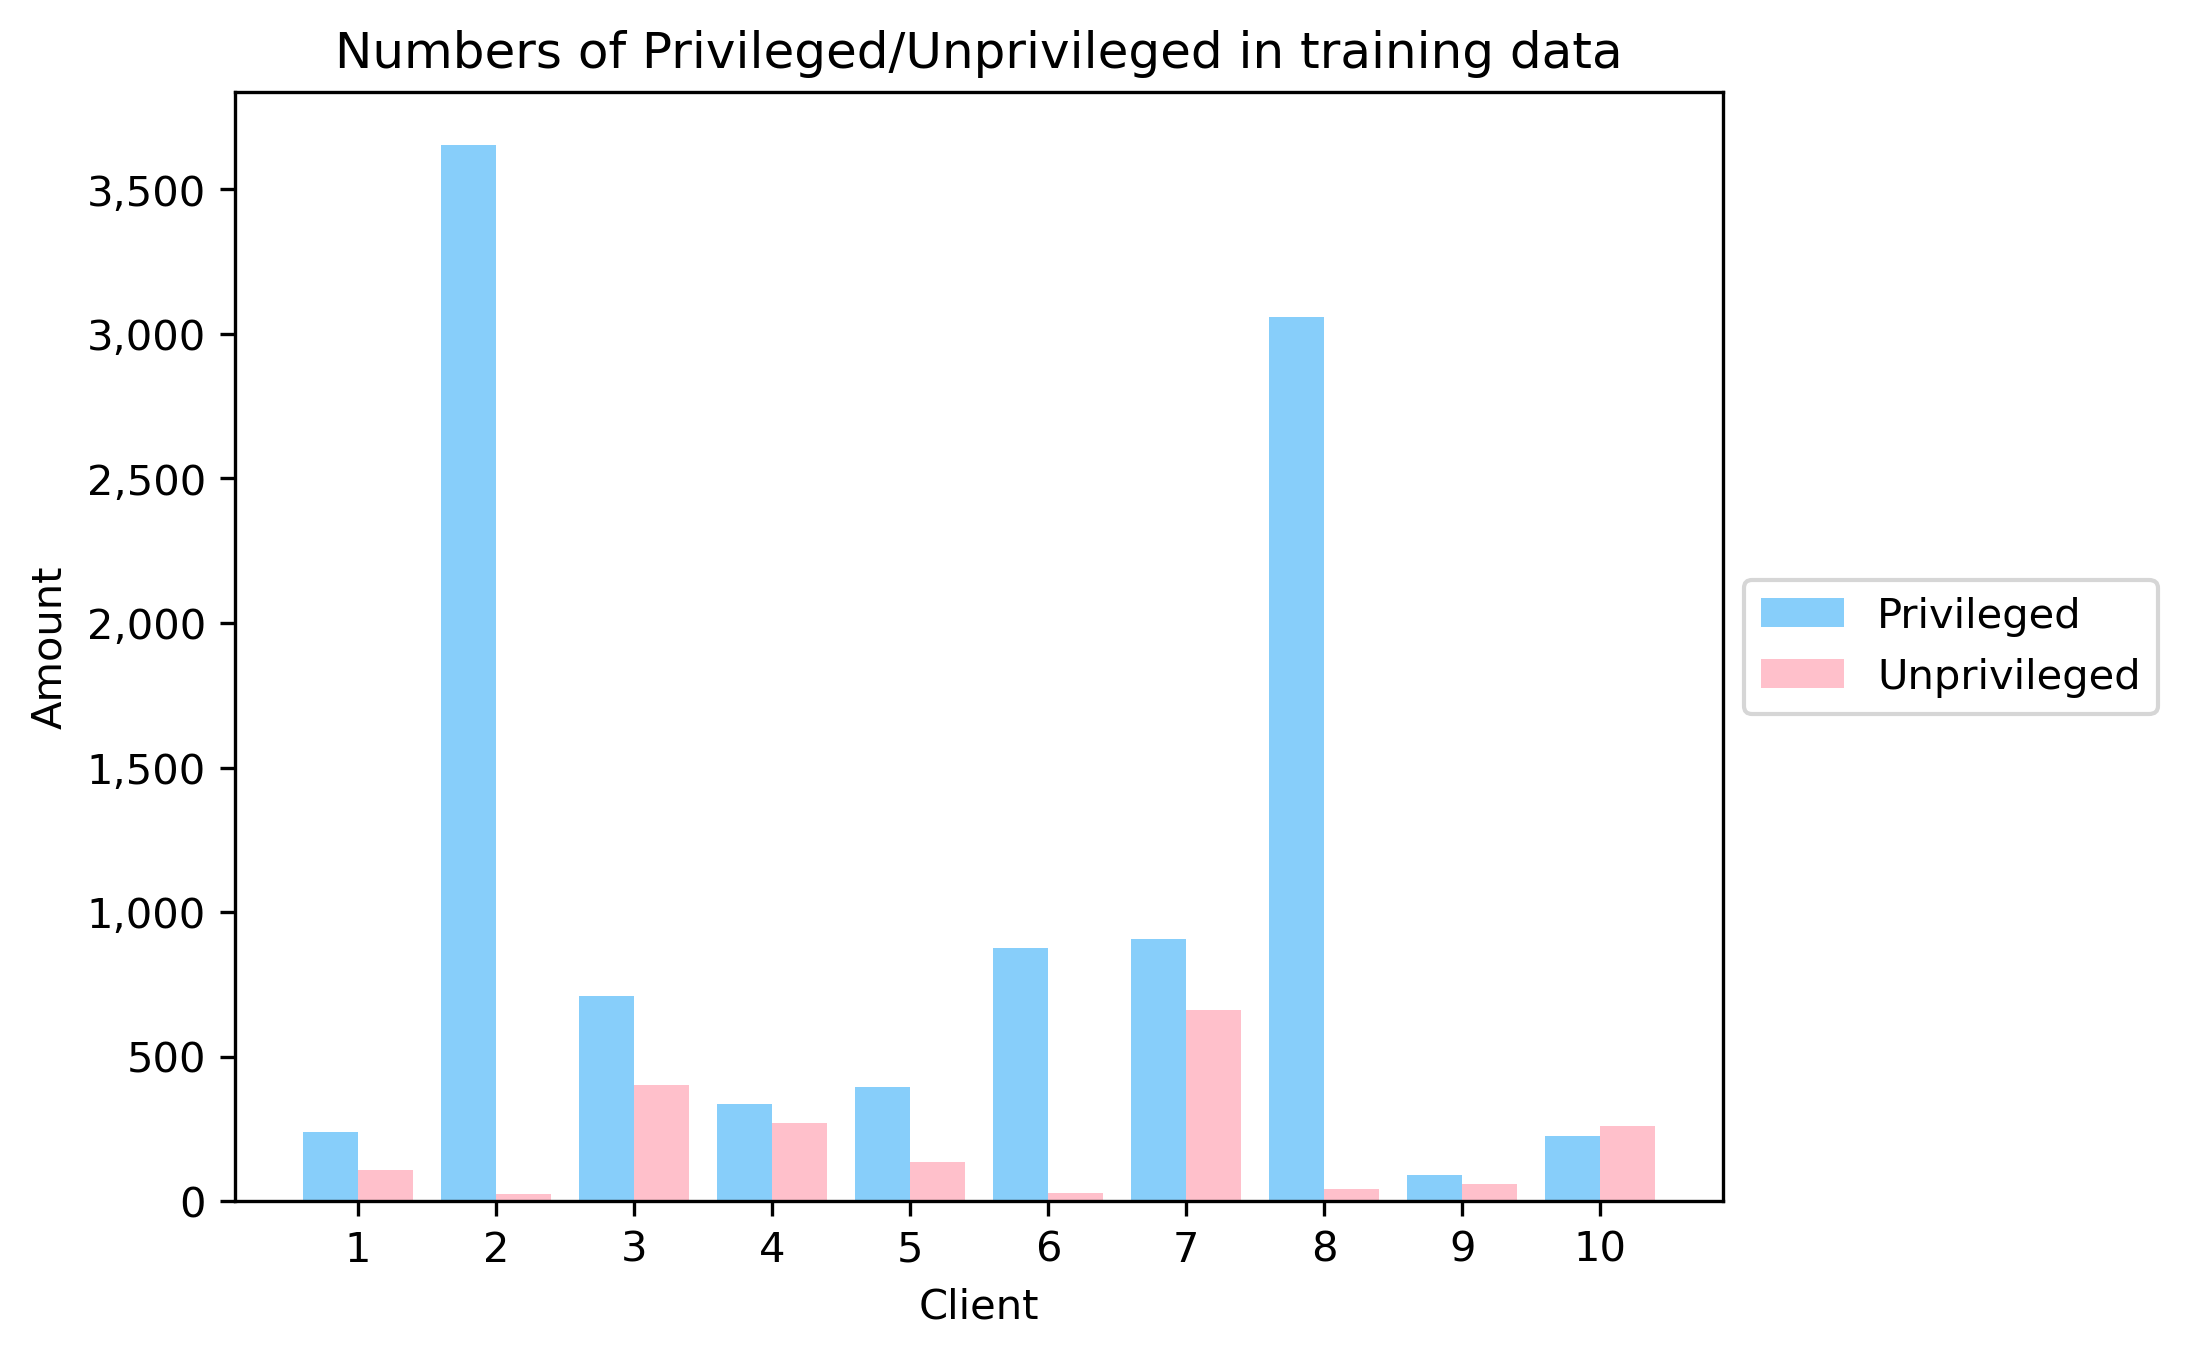 Numbers of Privileged/Unprivileged in training data
3,500
3,000
2,500
2,000
1,500
1,000
500
0
Amount
1 2 3 4 5 6 7 8 9 10
Client
Privileged
Unprivileged